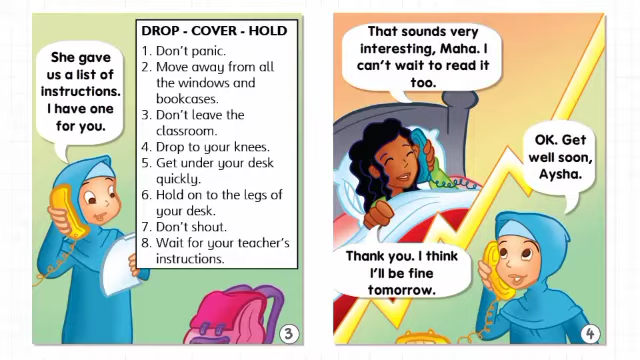 She gave
us a list of
instructions.
I have one
for you.
DROP - COVER - HOLD
1. Don't panic.
2. Move away from all
the windows and
bookcases.
3. Don't leave the
classroom.
4. Drop to your knees.
5. Get under your desk
quickly.
6. Hold on to the legs of
your desk.
7. Don't shout.
8. Wait for your teacher's
instructions.
3
That sounds very
interesting, Maha. I
can't wait to read it
too.
OK. Get
well soon,
Aysha.
Thank you. I think
I'll be fine
tomorrow.
4